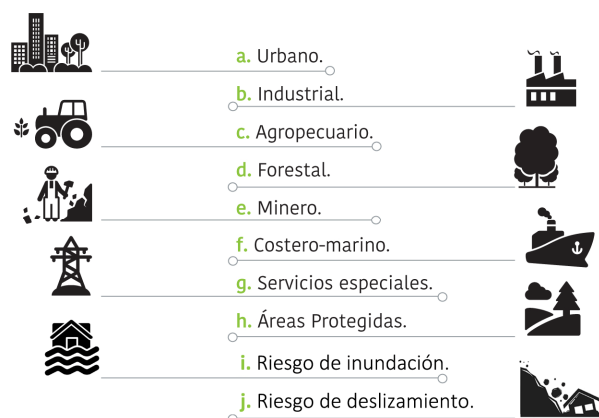 a. Urbano.
b. Industrial.
c. Agropecuario.
d. Forestal.
e. Minero.
f. Costero-marino.
g. Servicios especiales.
h. Áreas Protegidas.
i. Riesgo de inundación.
j. Riesgo de deslizamiento.